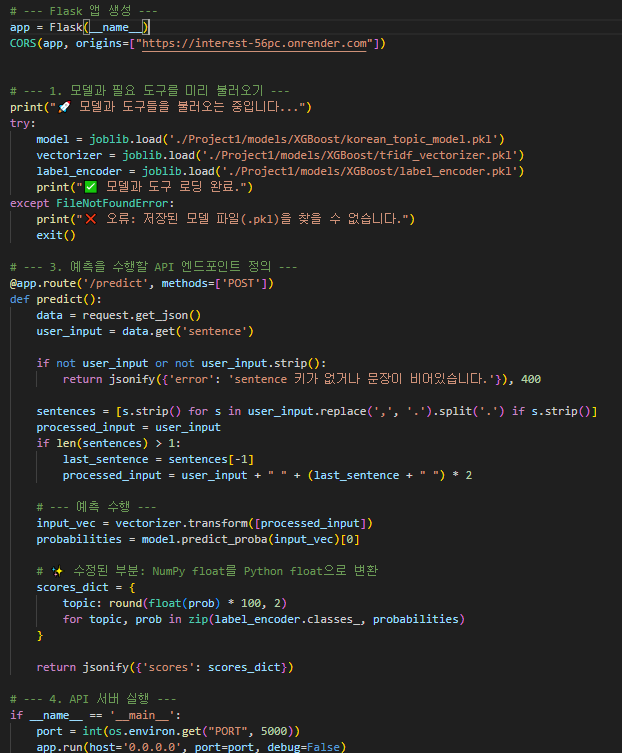 # --- Flask 앱 생성 ---
app = Flask(__name__)
CORS(app, origins=["https://interest-56pc.onrender.com"])
# --- 1. 모델과 필요 도구를 미리 불러오기 ---
print("🚀 모델과 도구들을 불러오는 중입니다...")
try:
    model = joblib.load('./Project1/models/XGBoost/korean_topic_model.pkl')
    vectorizer = joblib.load('./Project1/models/XGBoost/tfidf_vectorizer.pkl')
    label_encoder = joblib.load('./Project1/models/XGBoost/label_encoder.pkl')
    print("✅ 모델과 도구 로딩 완료.")
except FileNotFoundError:
    print("❌ 오류: 저장된 모델 파일(.pkl)을 찾을 수 없습니다.")
    exit()
# --- 3. 예측을 수행할 API 엔드포인트 정의 ---
@app.route('/predict', methods=['POST'])
def predict():
    data = request.get_json()
    user_input = data.get('sentence')
    if not user_input or not user_input.strip():
        return jsonify({'error': 'sentence 키가 없거나 문장이 비어있습니다.'}), 400
    sentences = [s.strip() for s in user_input.replace(',', '.').split('.') if s.strip()]
    processed_input = user_input
    if len(sentences) > 1:
        last_sentence = sentences[-1]
        processed_input = user_input + " " + (last_sentence + " ") * 2
    # --- 예측 수행 ---
    input_vec = vectorizer.transform([processed_input])
    probabilities = model.predict_proba(input_vec)[0]
    # ✨ 수정된 부분: NumPy float를 Python float으로 변환
    scores_dict = {
        topic: round(float(prob) * 100, 2)
        for topic, prob in zip(label_encoder.classes_, probabilities)
    }
    return jsonify({'scores': scores_dict})
# --- 4. API 서버 실행 ---
if __name__ == '__main__':
    port = int(os.environ.get("PORT", 5000))
    app.run(host='0.0.0.0', port=port, debug=False)